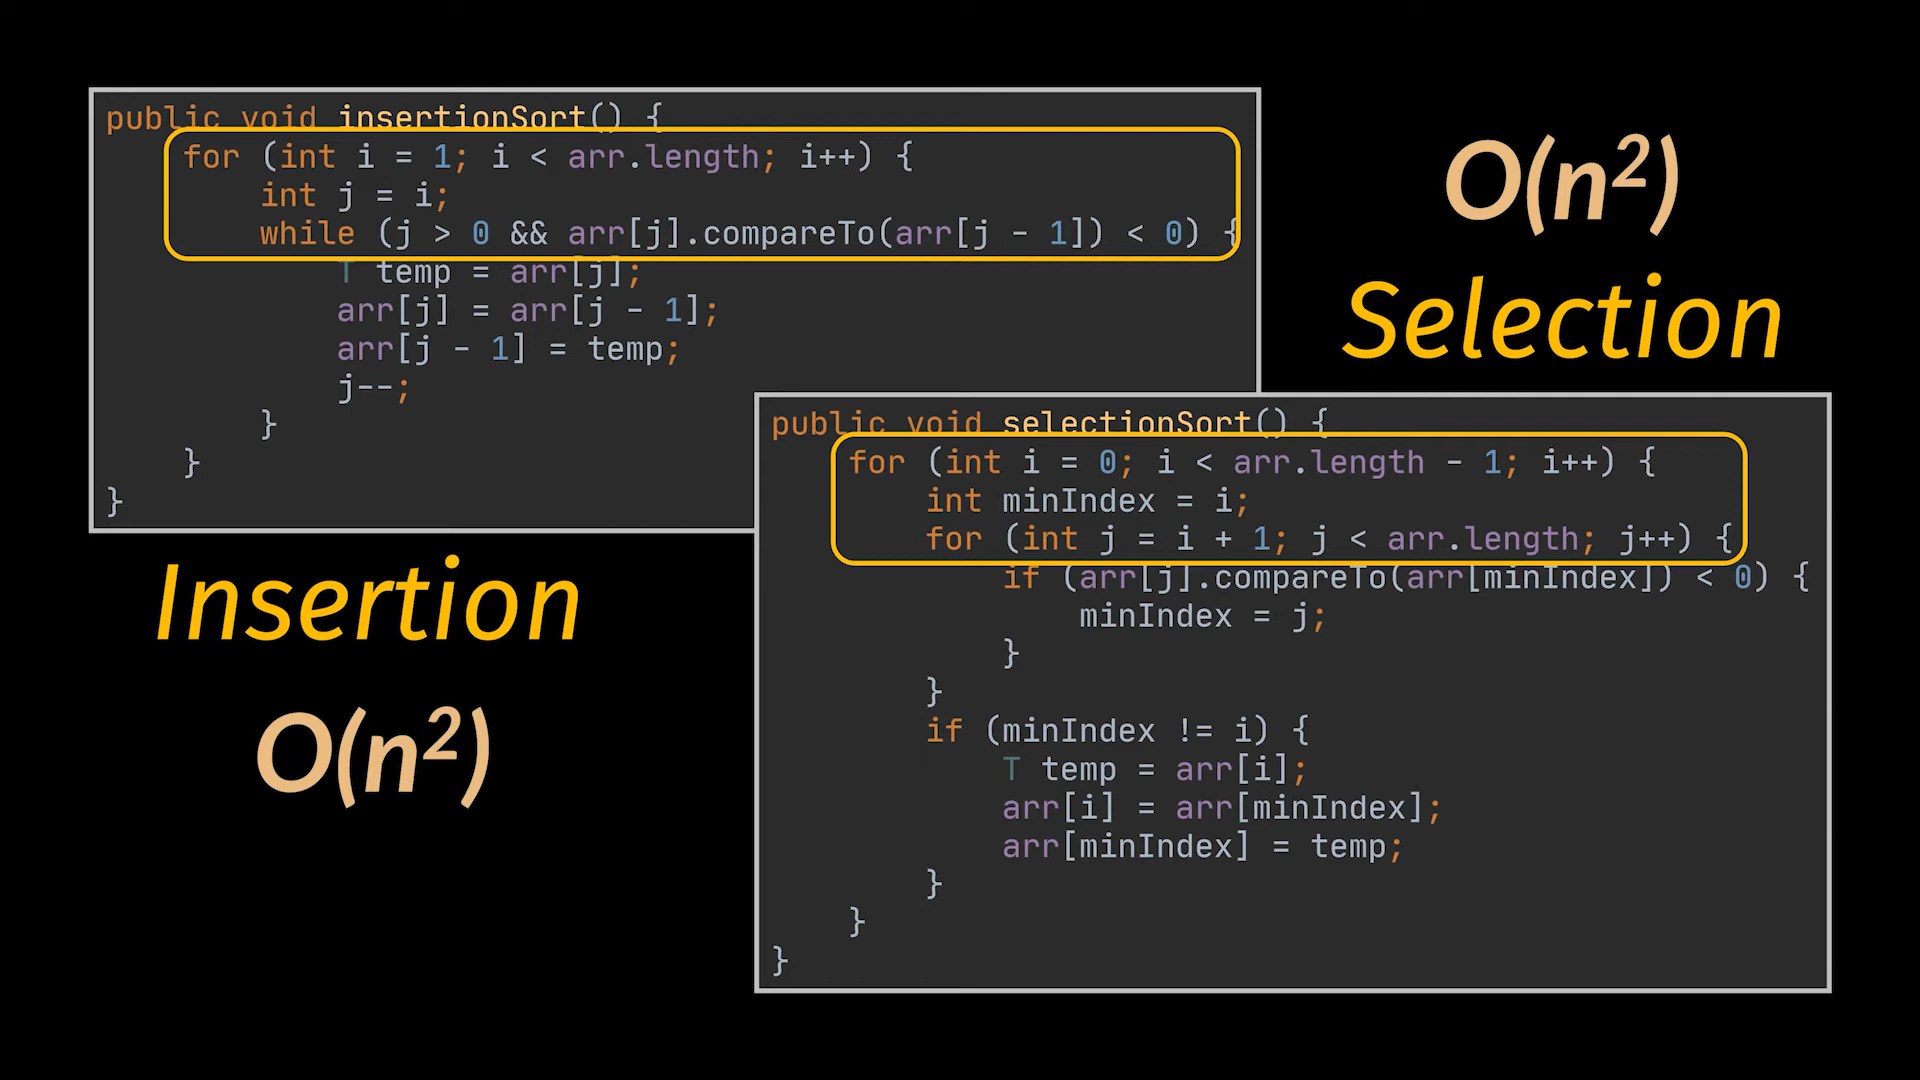 public void insertionSort() {
for (int i = 1; i < arr.length; i++) {
int j = i;
while (j > 0 && arr[j].compareTo(arr[j - 1]) < 0) {
T temp = arr[j];
arr[j] = arr[j - 1];
arr[j - 1] = temp;
j--;
}
}
}
Insertion
O(n²)
O(n²)
Selection
public void selectionSort() {
for (int i = 0; i < arr.length - 1; i++) {
int minIndex = i;
for (int j = i + 1; j < arr.length; j++) {
if (arr[j].compareTo(arr[minIndex]) < 0) {
minIndex = j;
}
}
if (minIndex != i) {
T temp = arr[i];
arr[i] = arr[minIndex];
arr[minIndex] = temp;
}
}
}